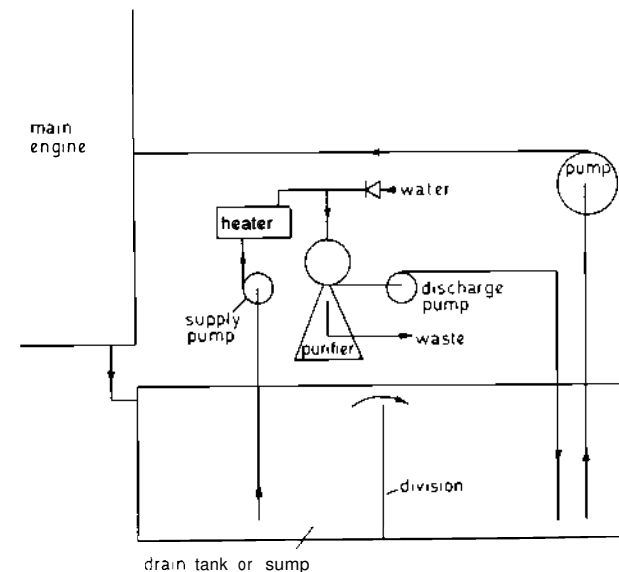 main
engine
pump
water
heater
discharge
pump
supply
pump
waste
purifier
division
drain tank or sump